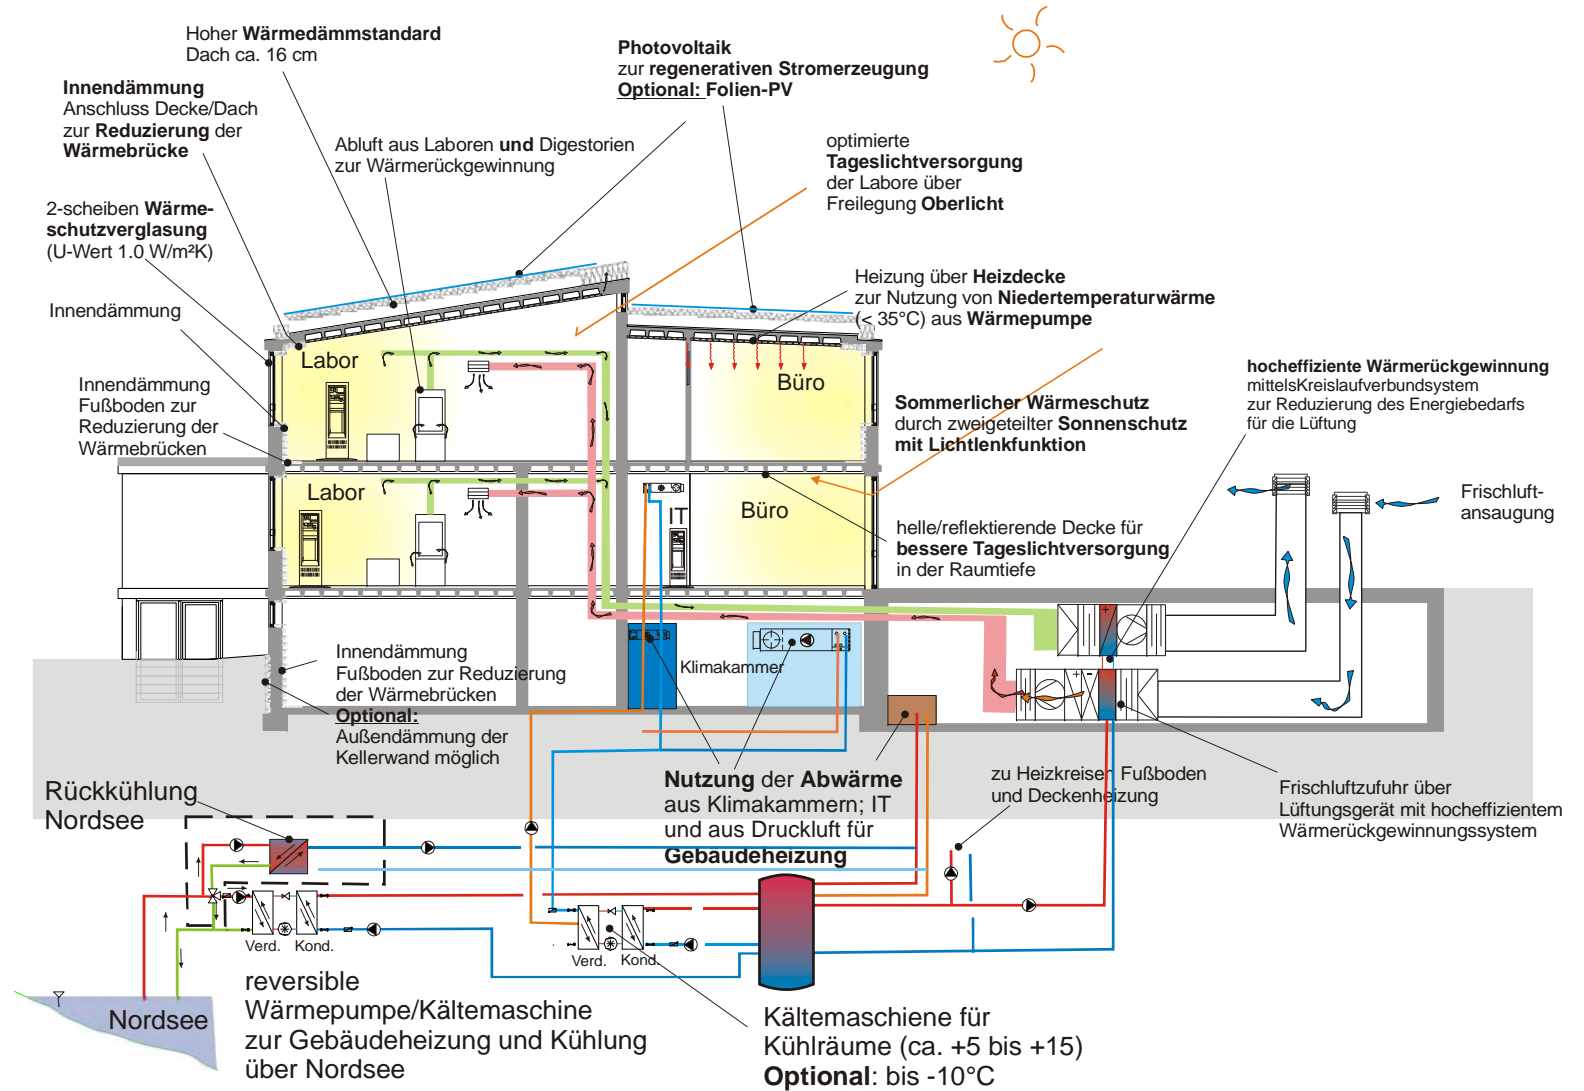 Hoher Wärmedämmstandard
Dach ca. 16 cm
Photovoltaik
zur regenerativen Stromerzeugung
Optional: Folien-PV
Innendämmung
Anschluss Decke/Dach
zur Reduzierung der
Wärmebrücke
Abluft aus Laboren und Digestorien
zur Wärmerückgewinnung
optimierte
Tageslichtversorgung
der Labore über
Freilegung Oberlicht
2-scheiben Wärme-
schutzverglasung
(U-Wert 1.0 W/m²K)
Heizung über Heizdecke
zur Nutzung von Niedertemperaturwärme
(< 35°C) aus Wärmepumpe
Innendämmung
Labor
Büro
hocheffiziente Wärmerückgewinnung
mittelsKreislaufverbundsystem
zur Reduzierung des Energiebedarfs
für die Lüftung
Innendämmung
Fußboden zur
Reduzierung der
Wärmebrücken
Sommerlicher Wärmeschutz
durch zweigeteilter Sonnenschutz
mit Lichtlenkfunktion
Labor
IT
Büro
Frischluft-
ansaugung
helle/reflektierende Decke für
bessere Tageslichtversorgung
in der Raumtiefe
Innendämmung
Fußboden zur Reduzierung
der Wärmebrücken
Optional:
Außendämmung der
Kellerwand möglich
Klimakammer
+
+ -
Nutzung der Abwärme
aus Klimakammern; IT
und aus Druckluft für
Gebäudeheizung
zu Heizkreisen Fußboden
und Deckenheizung
Frischluftzufuhr über
Lüftungsgerät mit hocheffizientem
Wärmerückgewinnungssystem
Rückkühlung
Nordsee
Verd.
Kond.
Verd.
Kond.
Nordsee
reversible
Wärmepumpe/Kältemaschine
zur Gebäudeheizung und Kühlung
über Nordsee
Kältemaschiene für
Kühlräume (ca. +5 bis +15)
Optional: bis -10°C